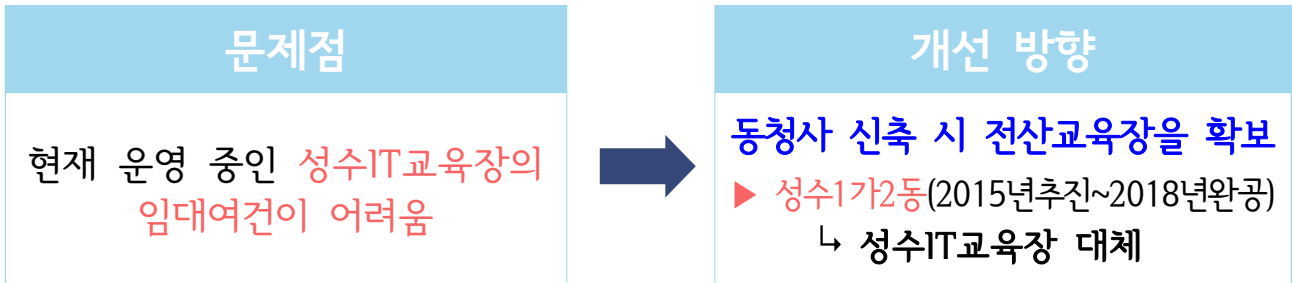 문제점
현재 운영 중인 성수IT교육장의
임대여건이 어려움
개선 방향
동청사 신축 시 전산교육장을 확보
▶ 성수1가2동(2015년추진~2018년완공)
↳ 성수IT교육장 대체